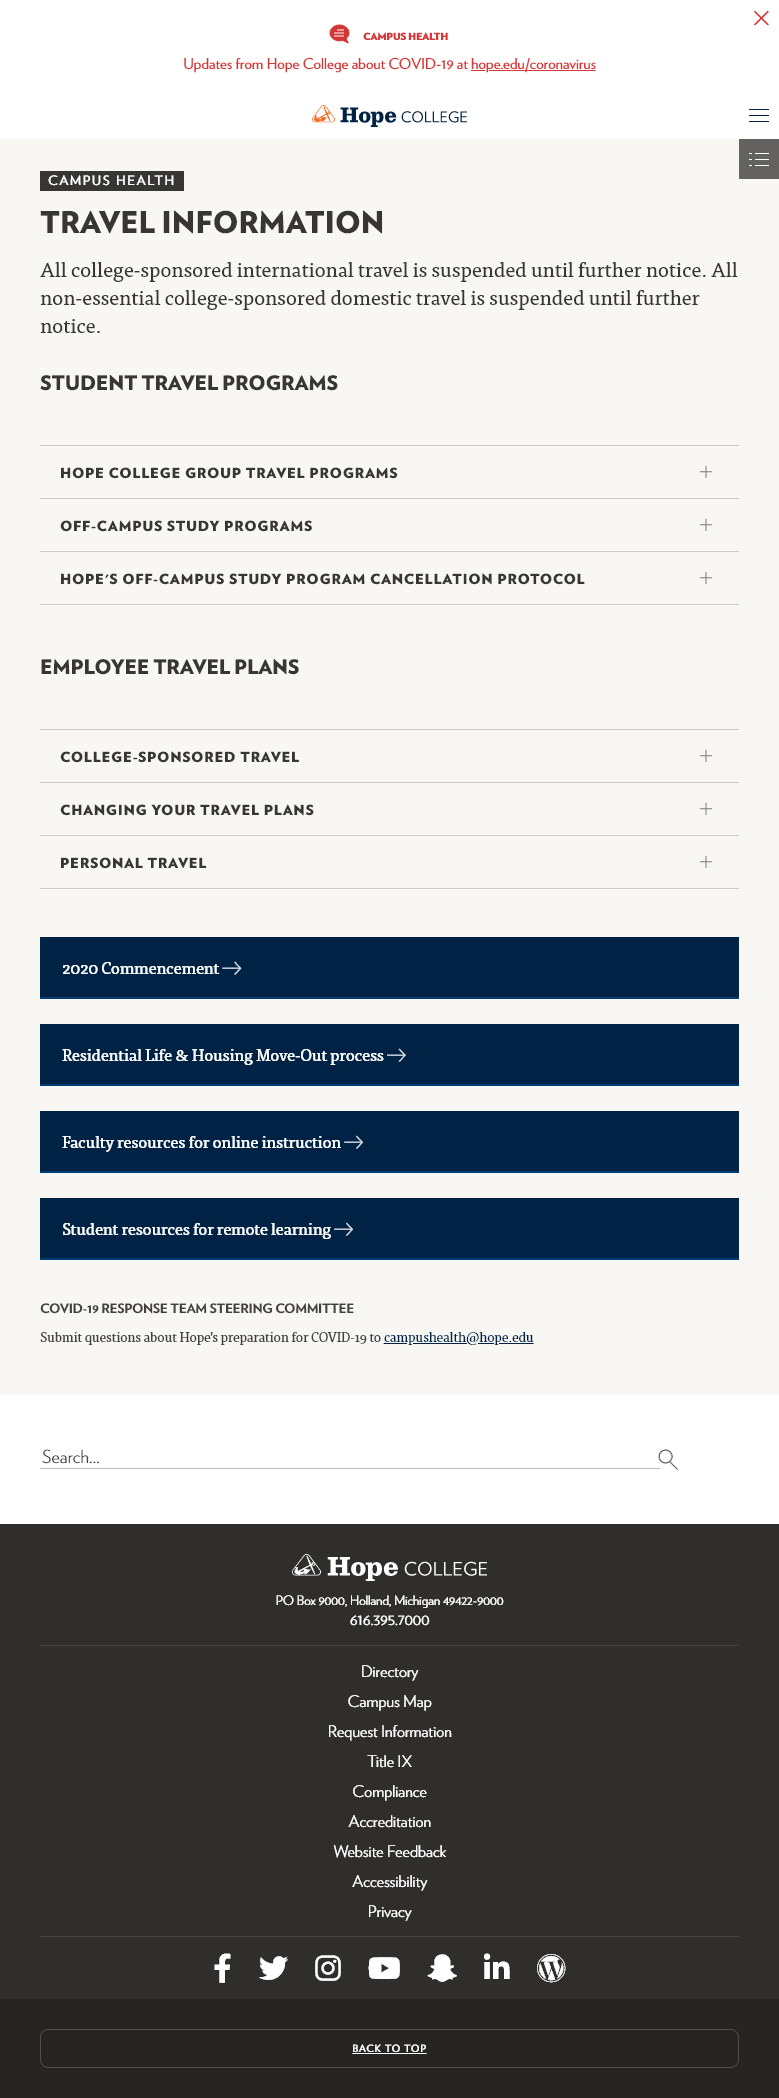 CAMPUS HEALTH
Updates from Hope College about COVID-19 at hope.edu/coronavirus
Hope COLLEGE
CAMPUS HEALTH
TRAVEL INFORMATION
All college-sponsored international travel is suspended until further notice. All
non-essential college-sponsored domestic travel is suspended until further
notice.
STUDENT TRAVEL PROGRAMS
HOPE COLLEGE GROUP TRAVEL PROGRAMS
OFF-CAMPUS STUDY PROGRAMS
HOPE'S OFF-CAMPUS STUDY PROGRAM CANCELLATION PROTOCOL
EMPLOYEE TRAVEL PLANS
COLLEGE-SPONSORED TRAVEL
CHANGING YOUR TRAVEL PLANS
PERSONAL TRAVEL
2020 Commencement
Residential Life & Housing Move-Out process
Faculty resources for online instruction
Student resources for remote learning
COVID-19 RESPONSE TEAM STEERING COMMITTEE
Submit questions about Hope's preparation for COVID-19 to campushealth@hope.edu
Search...
Hope COLLEGE
PO Box 9000, Holland, Michigan 49422-9000
616.395.7000
Directory
Campus Map
Request Information
Title IX
Compliance
Accreditation
Website Feedback
Accessibility
Privacy
BACK TO TOP